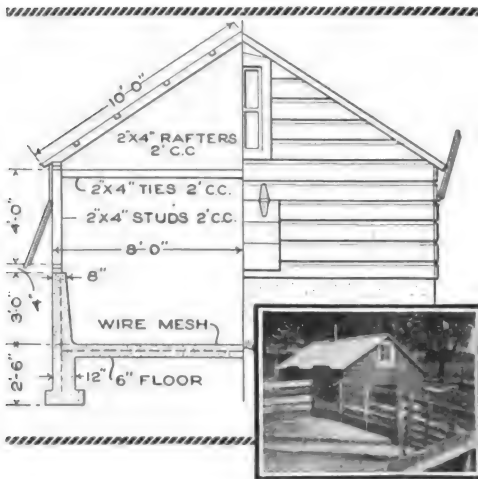 10'-0"
2"X4" RAFTERS
2' C.C
2"X4" TIES 2' C.C.
2"X4" STUDS 2' C.C.
4'-0"
8'-0"
8"
4"
3'-0"
WIRE MESH
12"
6" FLOOR
2'-6"